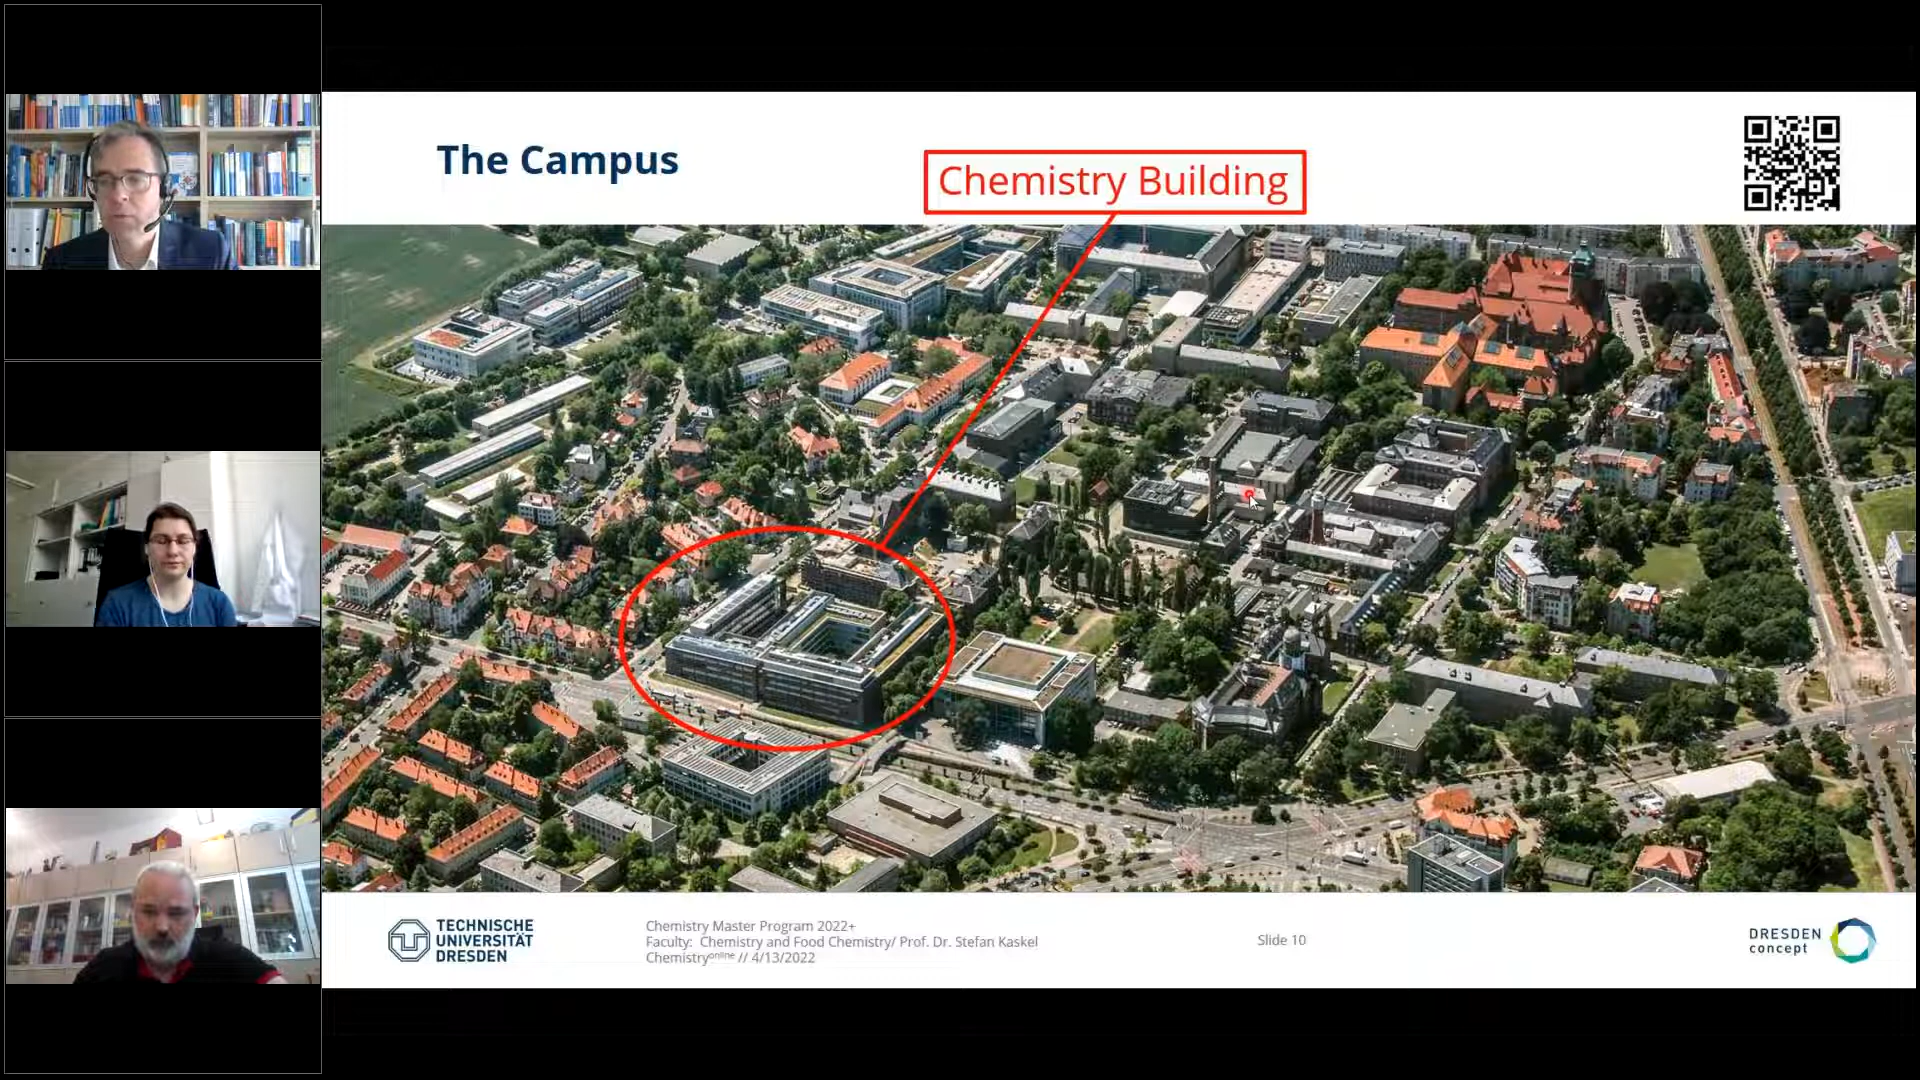 The Campus
Chemistry Building
TECHNISCHE
UNIVERSITÄT
DRESDEN
Chemistry Master Program 2022+
Faculty: Chemistry and Food Chemistry/ Prof. Dr. Stefan Kaskel
Chemistryonline // 4/13/2022
Slide 10
DRESDEN
concept